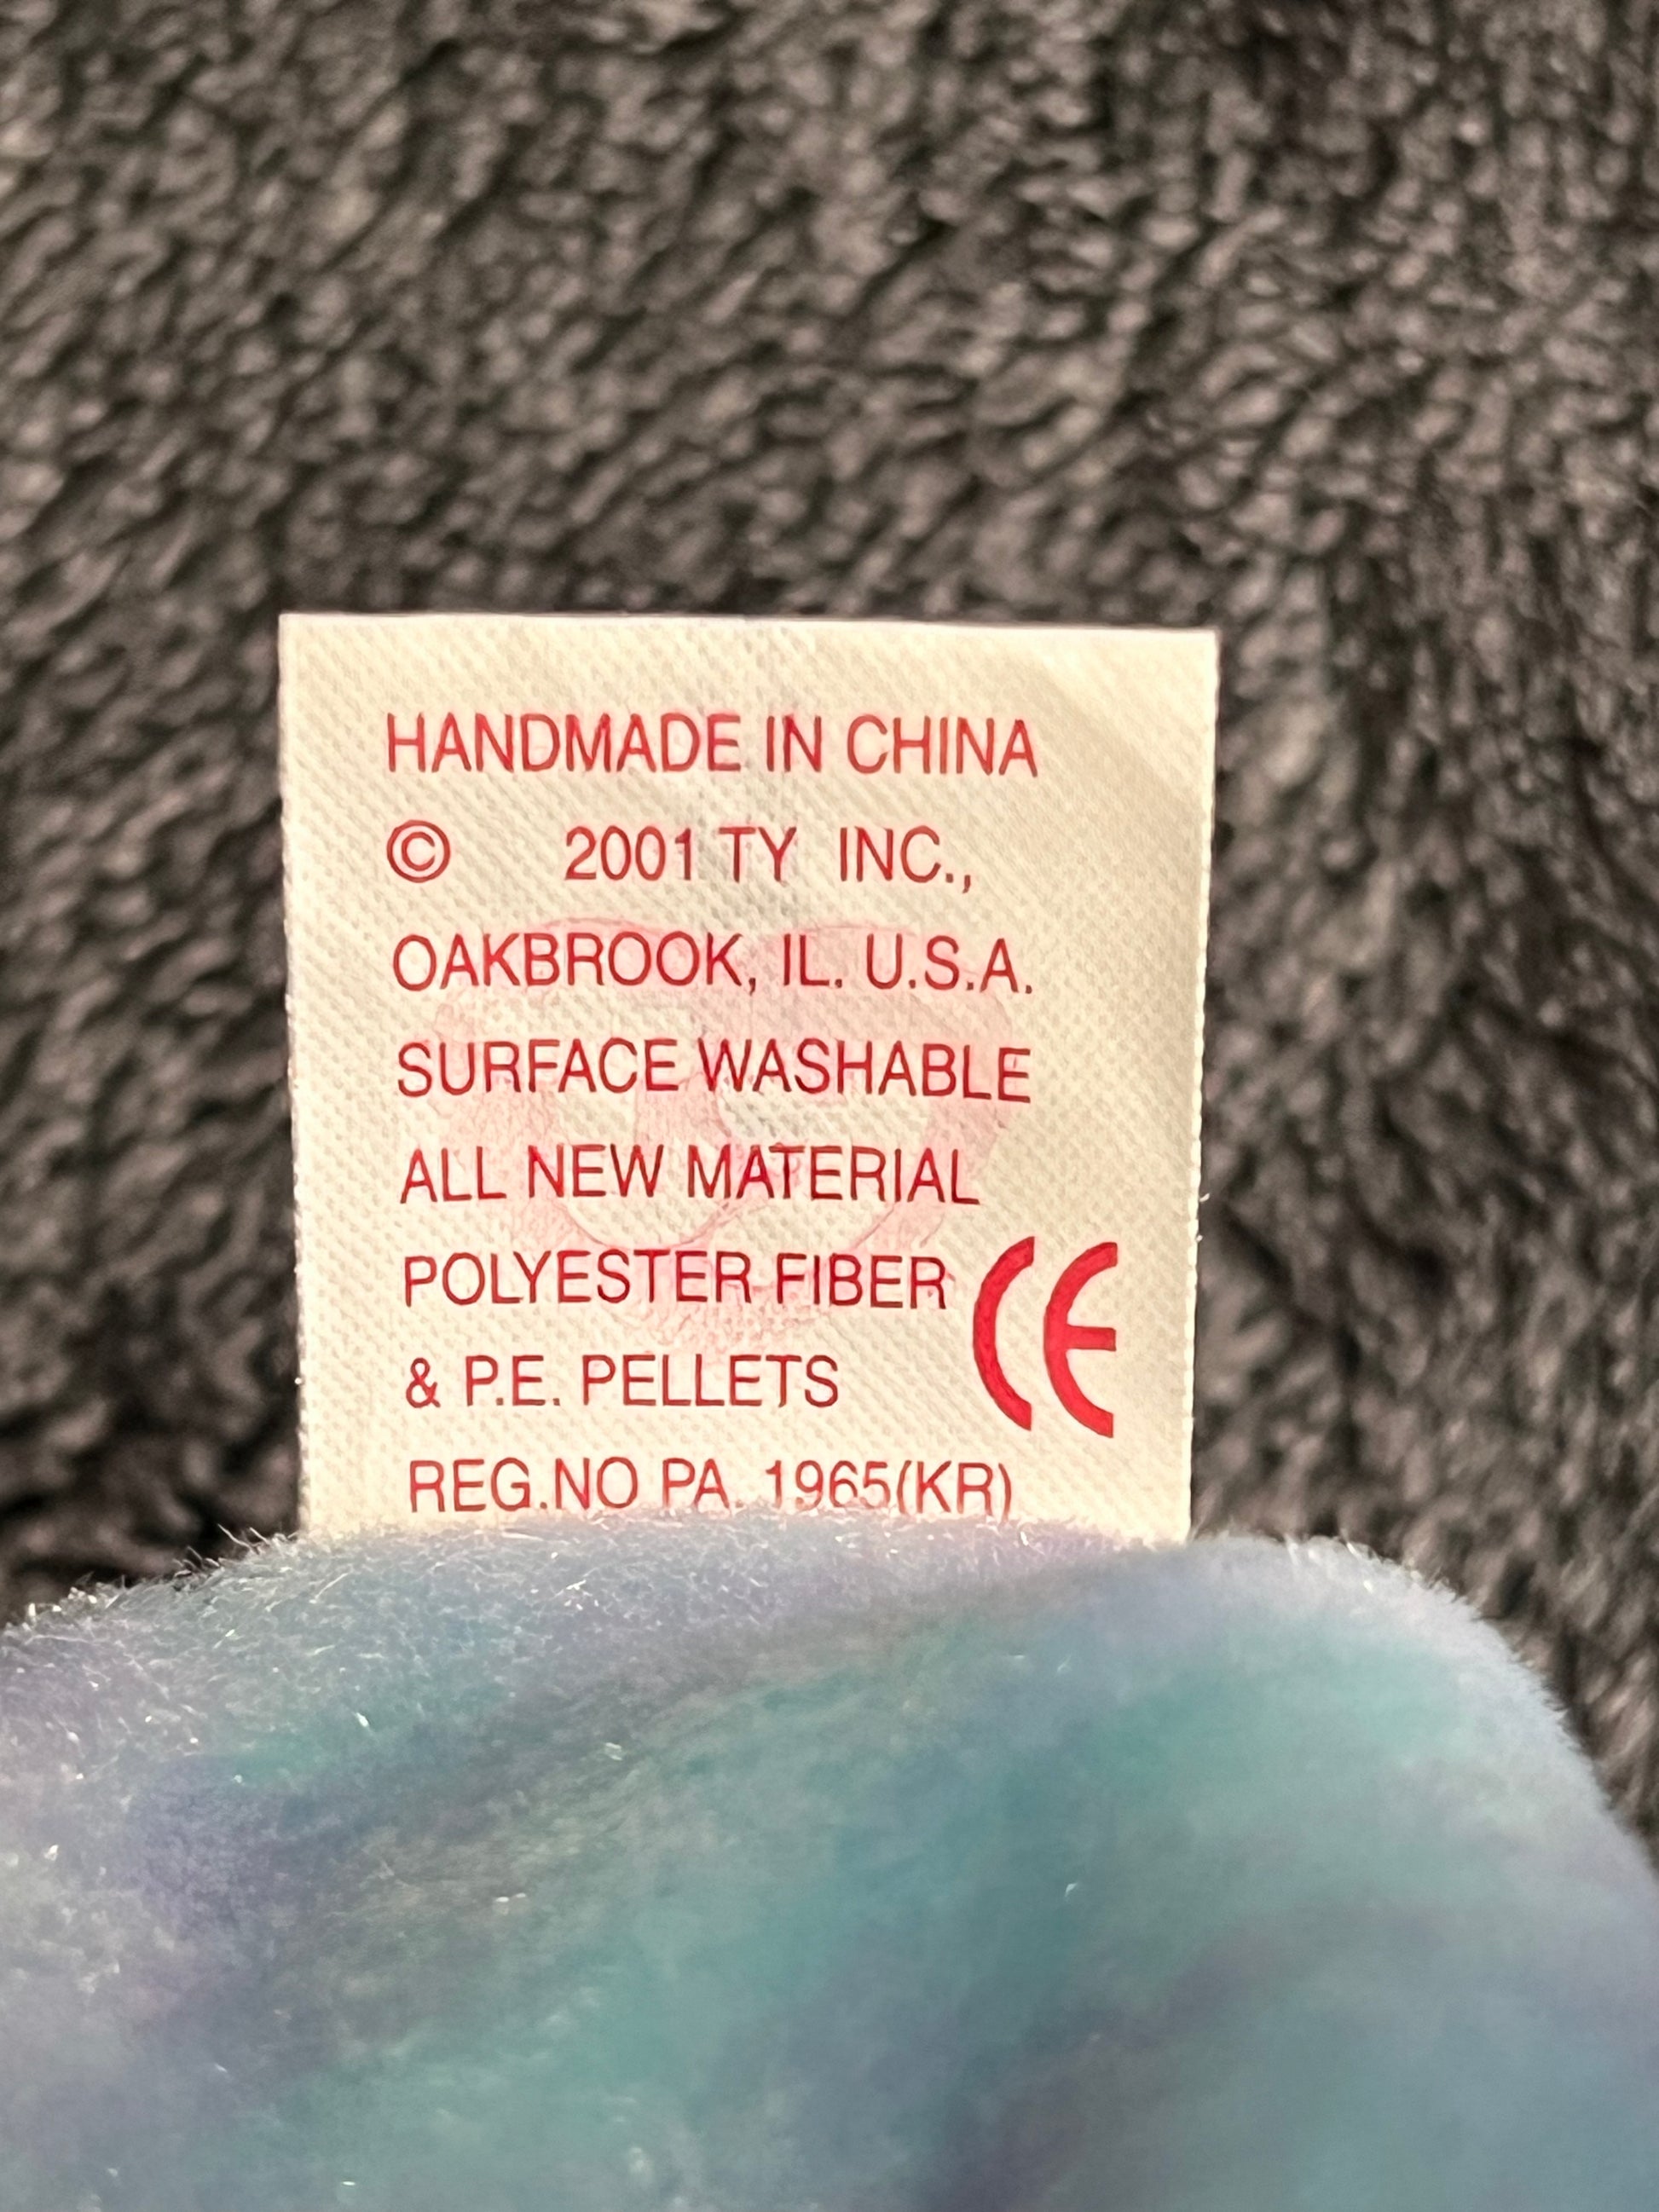 HANDMADE IN CHINA
© 2001 TY INC.,
OAKBROOK, IL. U.S.A.
SURFACE WASHABLE
ALL NEW MATERIAL
POLYESTER FIBER
& P.E. PELLETS
CE
REG.NO PA. 1965(KR)